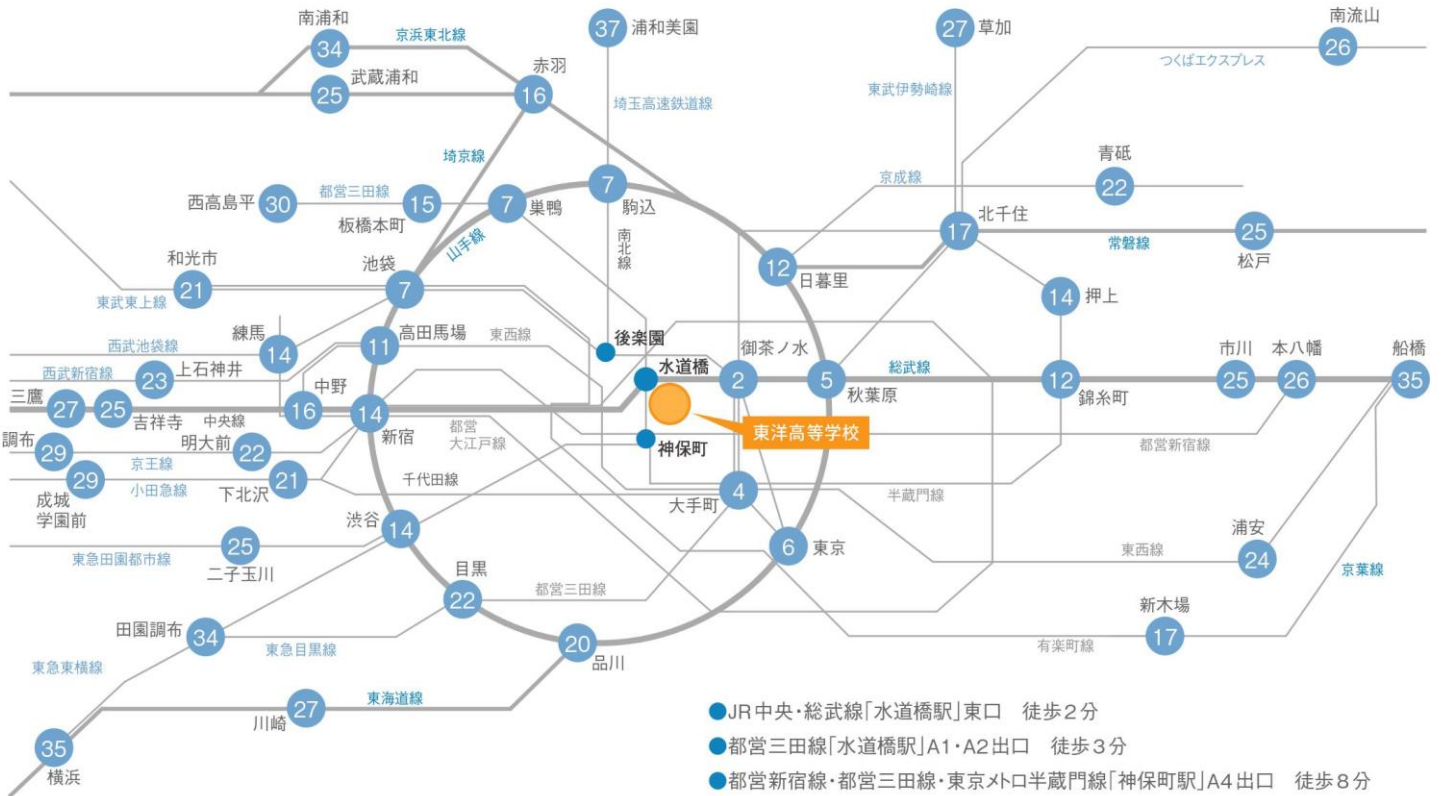 南浦和
34
京浜東北線
37
浦和美園
27
草加
南流山
26
つくばエクスプレス
武蔵浦和
25
赤羽
16
埼玉高速鉄道線
東武伊勢崎線
埼京線
青砥
22
京成線
西高島平
30
都営三田線
15
板橋本町
7
巣鴨
7
駒込
南北線
山手線
北千住
17
常磐線
25
松戸
和光市
21
東武東上線
池袋
7
12
日暮里
14
押上
練馬
14
西武池袋線
11
高田馬場
東西線
後楽園
水道橋
御茶ノ水
2
5
秋葉原
総武線
12
錦糸町
市川
25
本八幡
26
船橋
35
西武新宿線
23
上石神井
三鷹
27
25
吉祥寺
中央線
中野
16
14
新宿
東洋高等学校
神保町
都営
大江戸線
都営新宿線
調布
29
京王線
明大前
22
29
成城
学園前
小田急線
下北沢
21
千代田線
大手町
4
半蔵門線
渋谷
14
6
東京
東西線
浦安
24
京葉線
東急田園都市線
25
二子玉川
目黒
22
都営三田線
新木場
17
有楽町線
田園調布
34
東急目黒線
20
品川
東急東横線
東海道線
27
川崎
35
横浜
●JR中央・総武線「水道橋駅」東口　徒歩2分
●都営三田線「水道橋駅」A1・A2出口　徒歩3分
●都営新宿線・都営三田線・東京メトロ半蔵門線「神保町駅」A4出口　徒歩8分